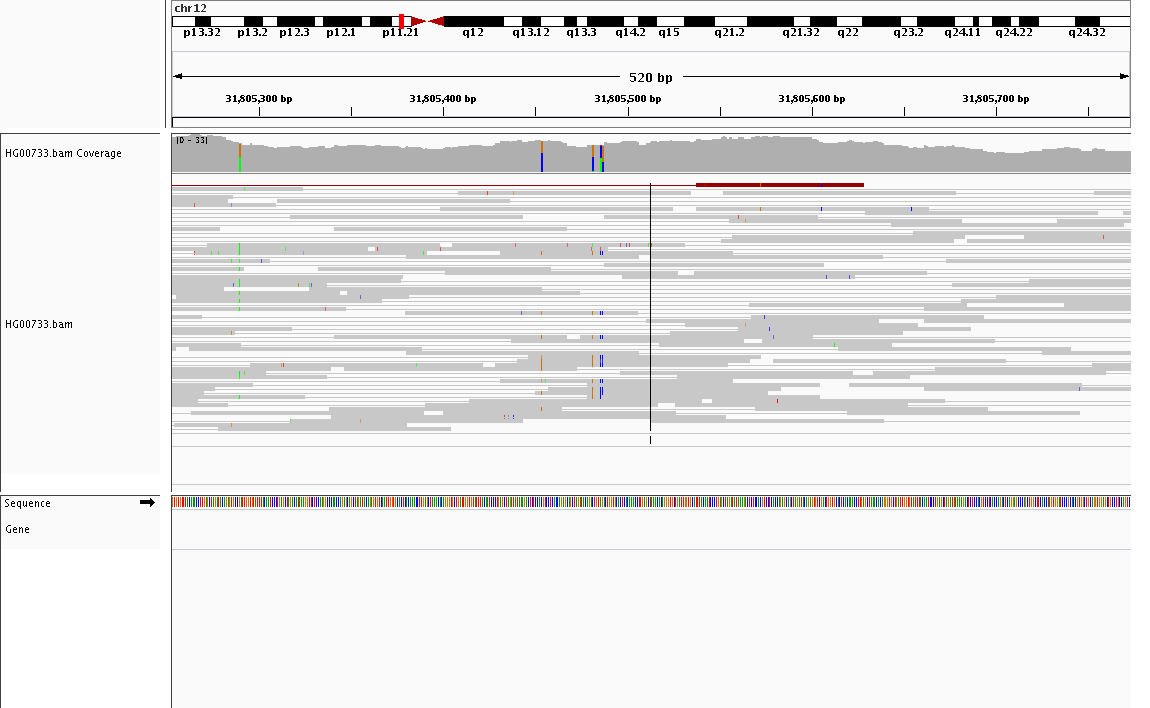 chr12
p13.32 p13.2 p12.3 p12.1 p11.21 q12 q13.12 q13.3 q14.2 q15 q21.2 q21.32 q22 q23.2 q24.11 q24.22 q24.32
520 bp
31,805,300 bp 31,805,400 bp 31,805,500 bp 31,805,600 bp 31,805,700 bp
[0 - 33]
HG00733.bam Coverage
HG00733.bam
Sequence
Gene